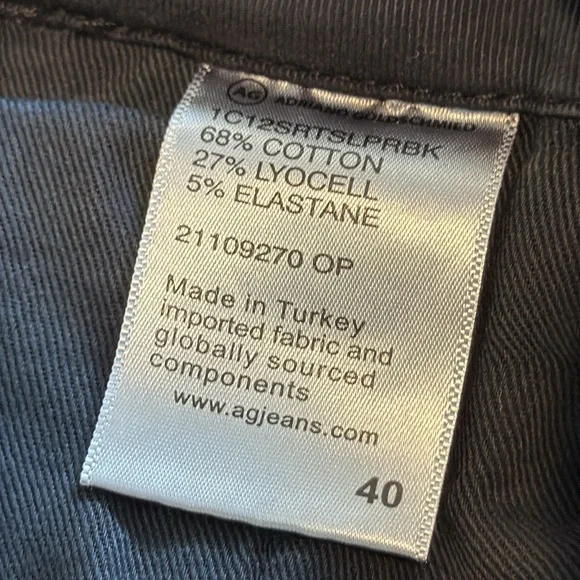 AG ADRIANO GOLDSCHMIED
1C12SRTSLPRBK
68% COTTON
27% LYOCELL
5% ELASTANE
21109270 OP
Made in Turkey
imported fabric and
globally sourced
components
www.agjeans.com
40